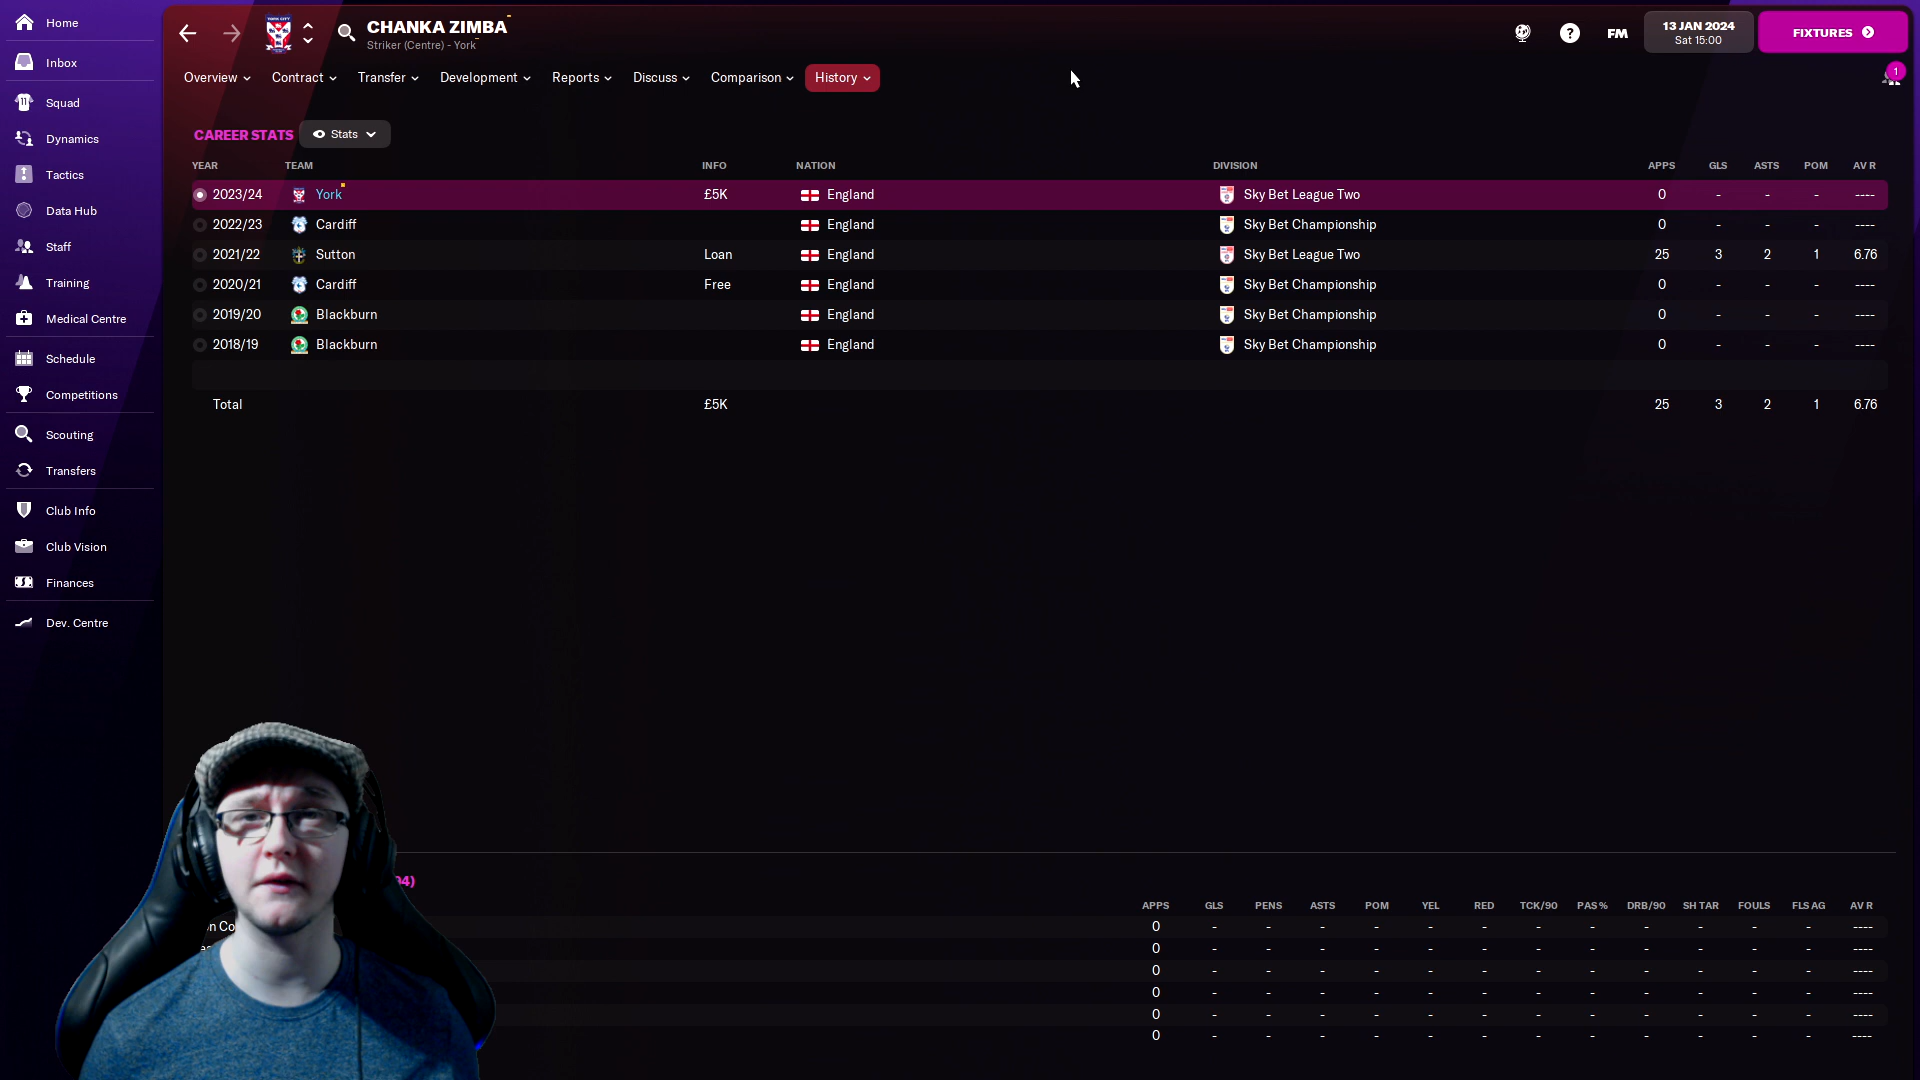 Home
Inbox
Squad
Dynamics
Tactics
Data Hub
Staff
Training
Medical Centre
Schedule
Competitions
Scouting
Transfers
Club Info
Club Vision
Finances
Dev. Centre
CHANKA ZIMBA
Striker (Centre) - York
? FM
13 JAN 2024
Sat 15:00
FIXTURES
1
Overview Contract Transfer Development Reports Discuss Comparison History
CAREER STATS Stats
YEAR TEAM INFO NATION DIVISION APPS GLS ASTS POM AV R
2023/24 York £5K England Sky Bet League Two 0 - - - ----
2022/23 Cardiff England Sky Bet Championship 0 - - - ----
2021/22 Sutton Loan England Sky Bet League Two 25 3 2 1 6.76
2020/21 Cardiff Free England Sky Bet Championship 0 - - - ----
2019/20 Blackburn England Sky Bet Championship 0 - - - ----
2018/19 Blackburn England Sky Bet Championship 0 - - - ----
Total £5K 25 3 2 1 6.76
APPS GLS PENS ASTS POM YEL RED TCK/90 PAS % DRB/90 SH TAR FOULS FLS AG AV R
0 - - - - - - - - - - - - ----
0 - - - - - - - - - - - - ----
0 - - - - - - - - - - - - ----
0 - - - - - - - - - - - - ----
0 - - - - - - - - - - - - ----
0 - - - - - - - - - - - - ----